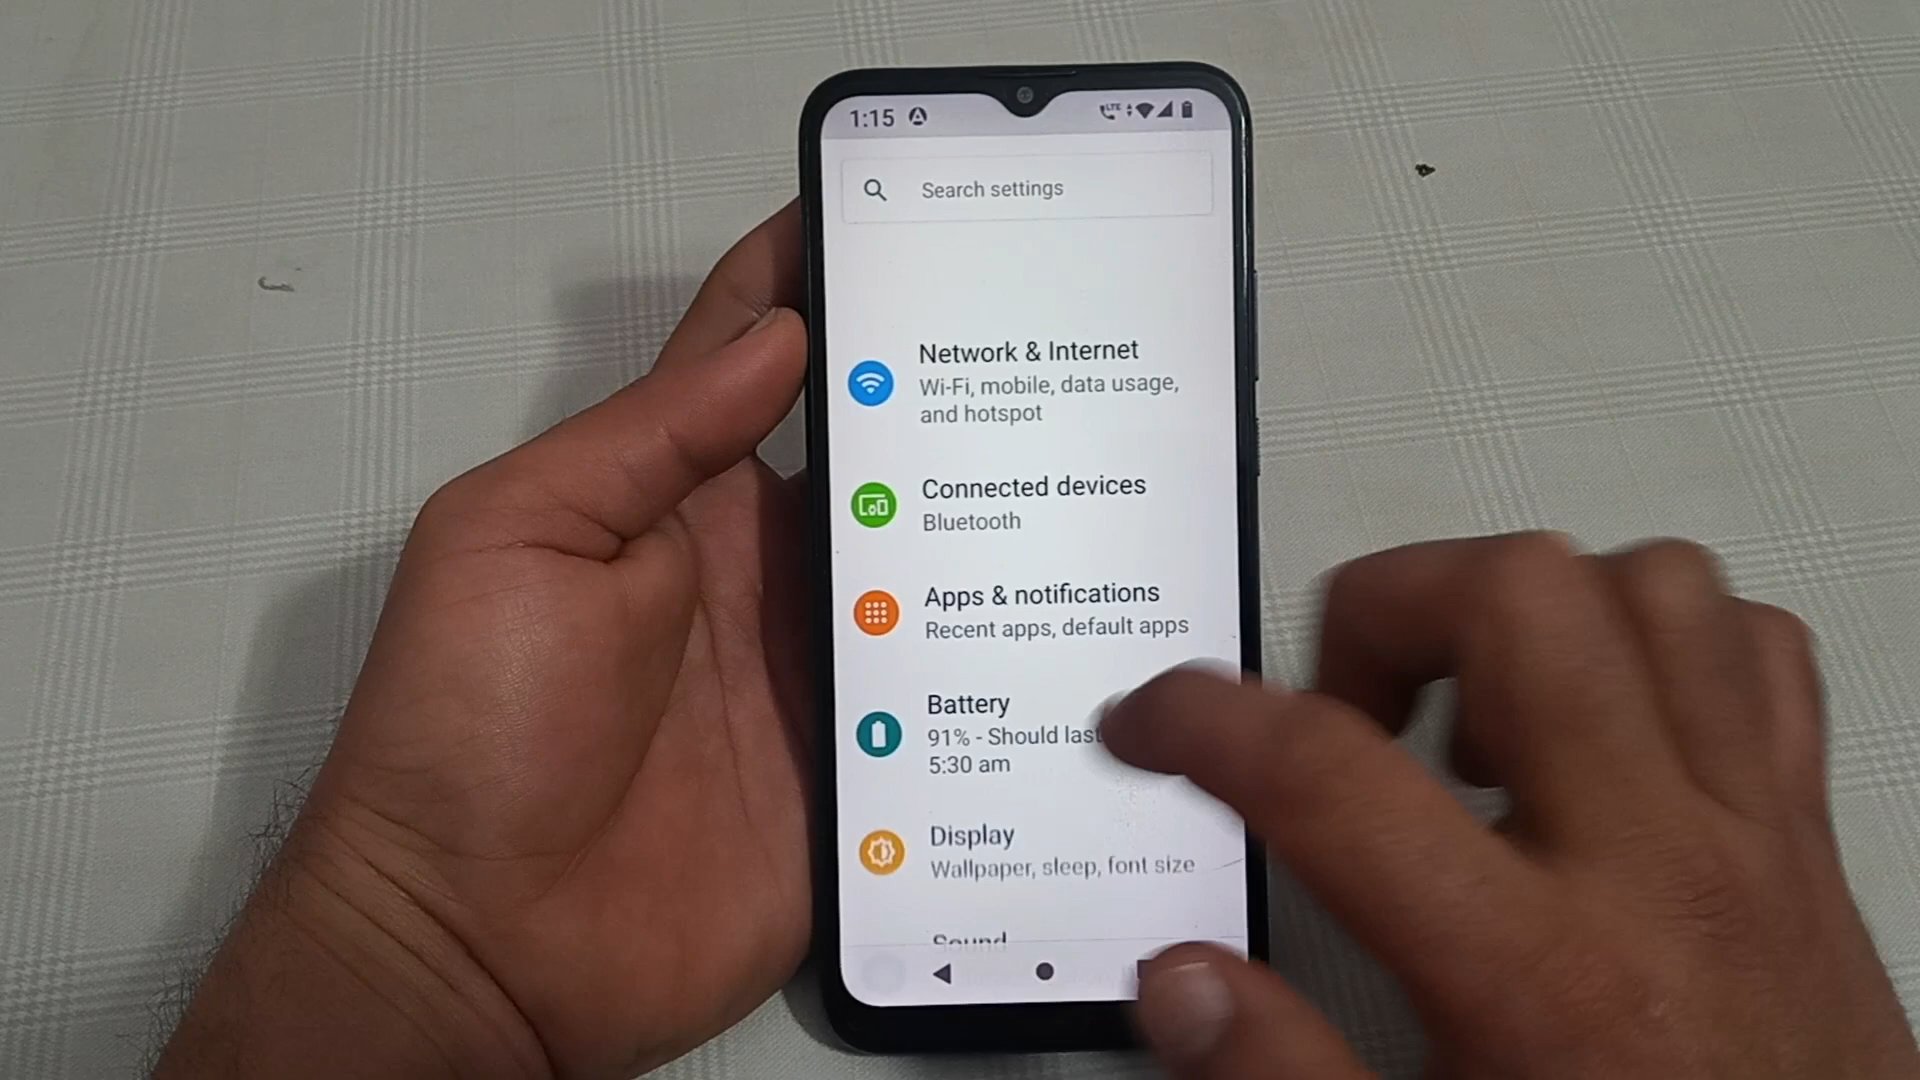 1:15
LTE
Search settings
Network & Internet
Wi-Fi, mobile, data usage,
and hotspot
Connected devices
Bluetooth
Apps & notifications
Recent apps, default apps
Battery
91% - Should last
5:30 am
Display
Wallpaper, sleep, font size
Sound